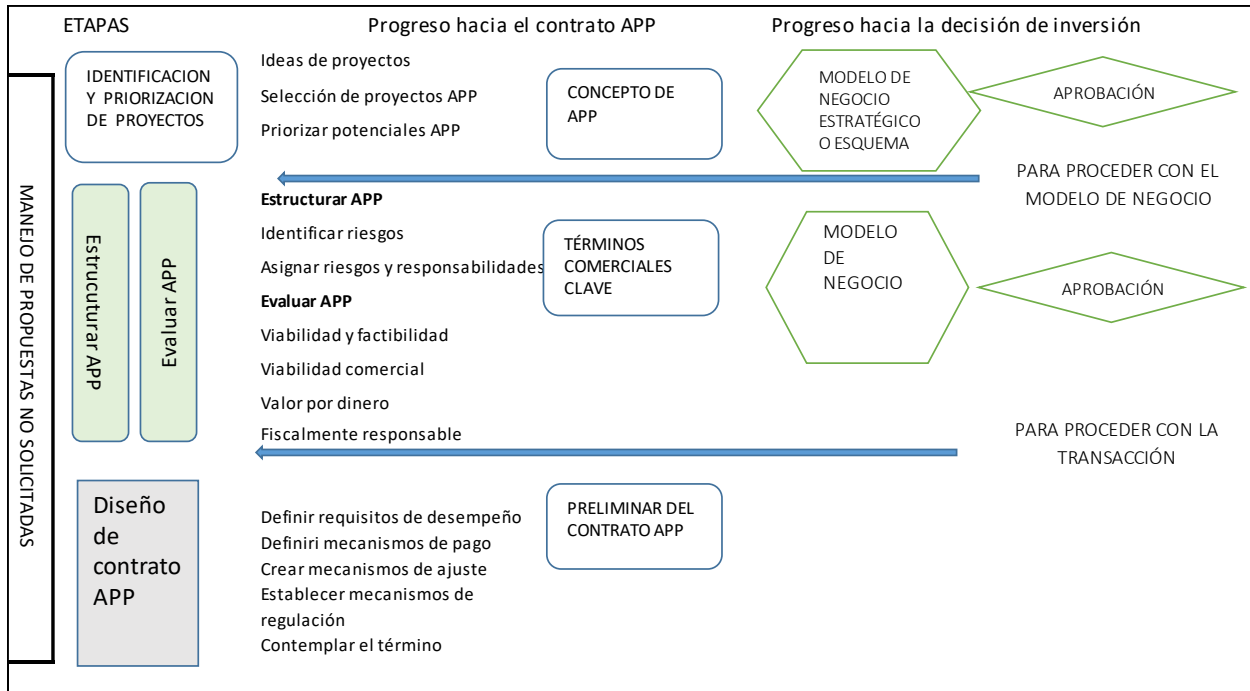 ETAPAS
Progreso hacia el contrato APP
Progreso hacia la decisión de inversión
MANEJO DE PROPUESTAS NO SOLICITADAS
IDENTIFICACION
Y PRIORIZACION
DE PROYECTOS
Ideas de proyectos
Selección de proyectos APP
Priorizar potenciales APP
CONCEPTO DE
APP
MODELO DE
NEGOCIO
ESTRATÉGICO
O ESQUEMA
APROBACIÓN
PARA PROCEDER CON EL
MODELO DE NEGOCIO
Estrucuturar APP
Evaluar APP
Estructurar APP
Identificar riesgos
Asignar riesgos y responsabilidades
Evaluar APP
Viabilidad y factibilidad
Viabilidad comercial
Valor por dinero
Fiscalmente responsable
TÉRMINOS
COMERCIALES
CLAVE
MODELO
DE
NEGOCIO
APROBACIÓN
PARA PROCEDER CON LA
TRANSACCIÓN
Diseño
de
contrato
APP
Definir requisitos de desempeño
Definiri mecanismos de pago
Crear mecanismos de ajuste
Establecer mecanismos de
regulación
Contemplar el término
PRELIMINAR DEL
CONTRATO APP